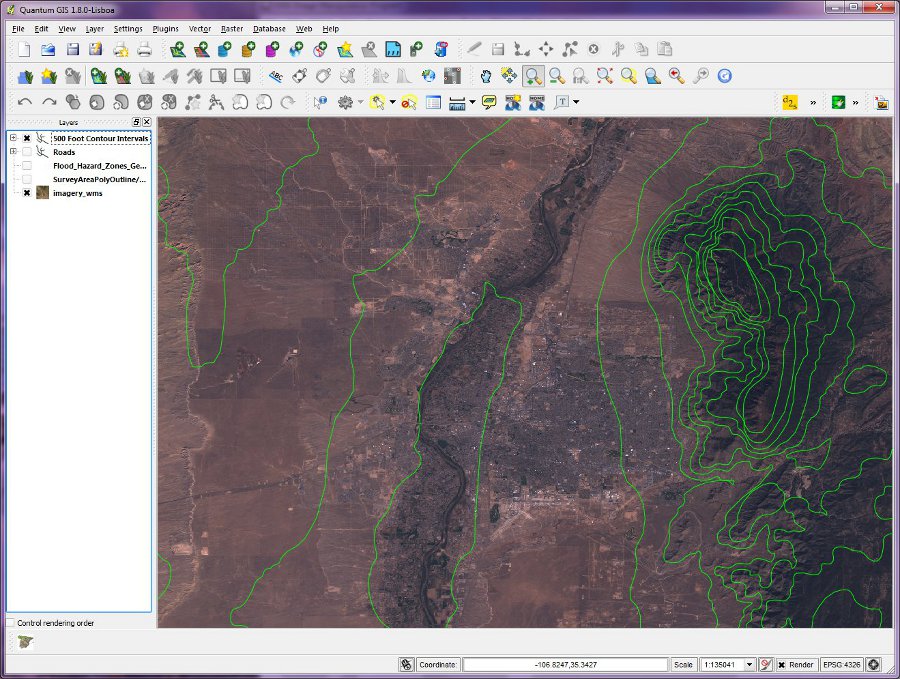 Quantum GIS 1.8.0-Lisboa
File Edit View Layer Settings Plugins Vector Raster Database Web Help
Layers
500 Foot Contour Intervals
Roads
Flood_Hazard_Zones_Ge...
SurveyAreaPolyOutline/...
imagery_wms
Control rendering order
Coordinate: -106.8247,35.3427 Scale 1:135041 Render EPSG:4326